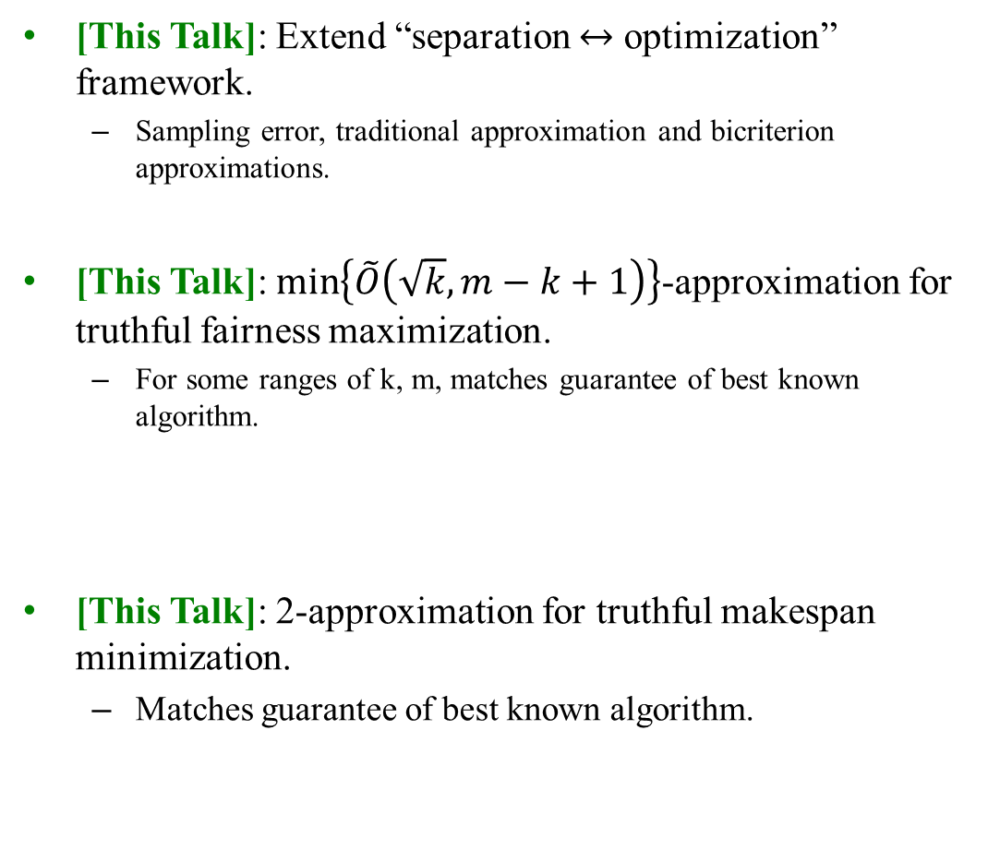 • [This Talk]: Extend “separation ↔ optimization”
framework.
– Sampling error, traditional approximation and bicriterion
approximations.
• [This Talk]: min{Õ(√k, m − k + 1)}-approximation for
truthful fairness maximization.
– For some ranges of k, m, matches guarantee of best known
algorithm.
• [This Talk]: 2-approximation for truthful makespan
minimization.
– Matches guarantee of best known algorithm.